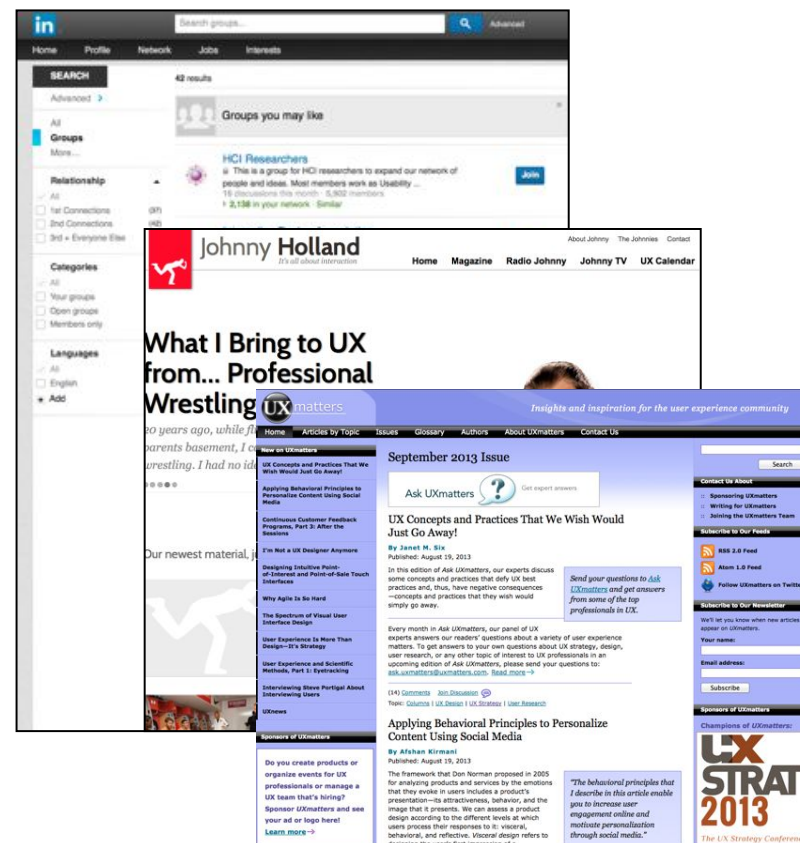 in
Search groups...
Advanced
Home Profile Network Jobs Interests
SEARCH
Advanced >
All
Groups
More...
Relationship
All
1st Connections (37)
2nd Connections (42)
3rd + Everyone Else
Categories
All
Your groups
Open groups
Members only
Languages
All
English
Add
42 results
Groups you may like
HCI Researchers
This is a group for HCI researchers to expand our network of
people and ideas. Most members work as Usability ...
16 discussions this month · 5,902 members
2,138 in your network · Similar
Join
Johnny Holland
It's all about interaction
About Johnny The Johnnies Contact
Home Magazine Radio Johnny Johnny TV UX Calendar
What I Bring to UX
from... Professional
Wrestling
20 years ago, while
parents basement, I
wrestling. I had no
Our newest material,
UXmatters
Insights and inspiration for the user experience community
Home Articles by Topic Issues Glossary Authors About UXmatters Contact Us
New on UXmatters
UX Concepts and Practices That We
Wish Would Just Go Away!
Applying Behavioral Principles to
Personalize Content Using Social
Media
Continuous Customer Feedback
Programs, Part 3: After the
Sessions
I'm Not a UX Designer Anymore
Designing Intuitive Point-
of-Interest and Point-of-Sale Touch
Interfaces
Why Agile Is So Hard
The Spectrum of Visual User
Interface Design
User Experience Is More Than
Design—It's Strategy
User Experience and Scientific
Methods, Part 1: Eyetracking
Interviewing Steve Portigal About
Interviewing Users
UXnews
Sponsors of UXmatters
Do you create products or
organize events for UX
professionals or manage a
UX team that's hiring?
Sponsor UXmatters and see
your ad or logo here!
Learn more→
September 2013 Issue
Ask UXmatters ? Get expert answers.
UX Concepts and Practices That We Wish Would
Just Go Away!
By Janet M. Six
Published: August 19, 2013
In this edition of Ask UXmatters, our experts discuss
some concepts and practices that defy UX best
practices and, thus, have negative consequences
—concepts and practices that they wish would
simply go away.
Send your questions to Ask
UXmatters and get answers
from some of the top
professionals in UX.
Every month in Ask UXmatters, our panel of UX
experts answers our readers' questions about a variety of user experience
matters. To get answers to your own questions about UX strategy, design,
user research, or any other topic of interest to UX professionals in an
upcoming edition of Ask UXmatters, please send your questions to:
ask.uxmatters@uxmatters.com. Read more→
(14) Comments Join Discussion
Topic: Columns | UX Design | UX Strategy | User Research
Applying Behavioral Principles to Personalize
Content Using Social Media
By Afshan Kirmani
Published: August 19, 2013
The framework that Don Norman proposed in 2005
for analyzing products and services by the emotions
that they evoke in users includes a product's
presentation—its attractiveness, behavior, and the
image that it presents. We can assess a product
design according to the different levels at which
users process their responses to it: visceral,
behavioral, and reflective. Visceral design refers to
"The behavioral principles that
I describe in this article enable
you to increase user
engagement online and
motivate personalization
through social media."
Search
Contact Us About
:: Sponsoring UXmatters
:: Writing for UXmatters
:: Joining the UXmatters Team
Subscribe to Our Feeds
RSS 2.0 Feed
Atom 1.0 Feed
Follow UXmatters on
Subscribe to Our Newsletter
We'll let you know when new articles
appear on UXmatters.
Your name:
Email address:
Subscribe
Sponsors of UXmatters
Champions of UXmatters:
UX
STRAT
2013
The UX Strategy